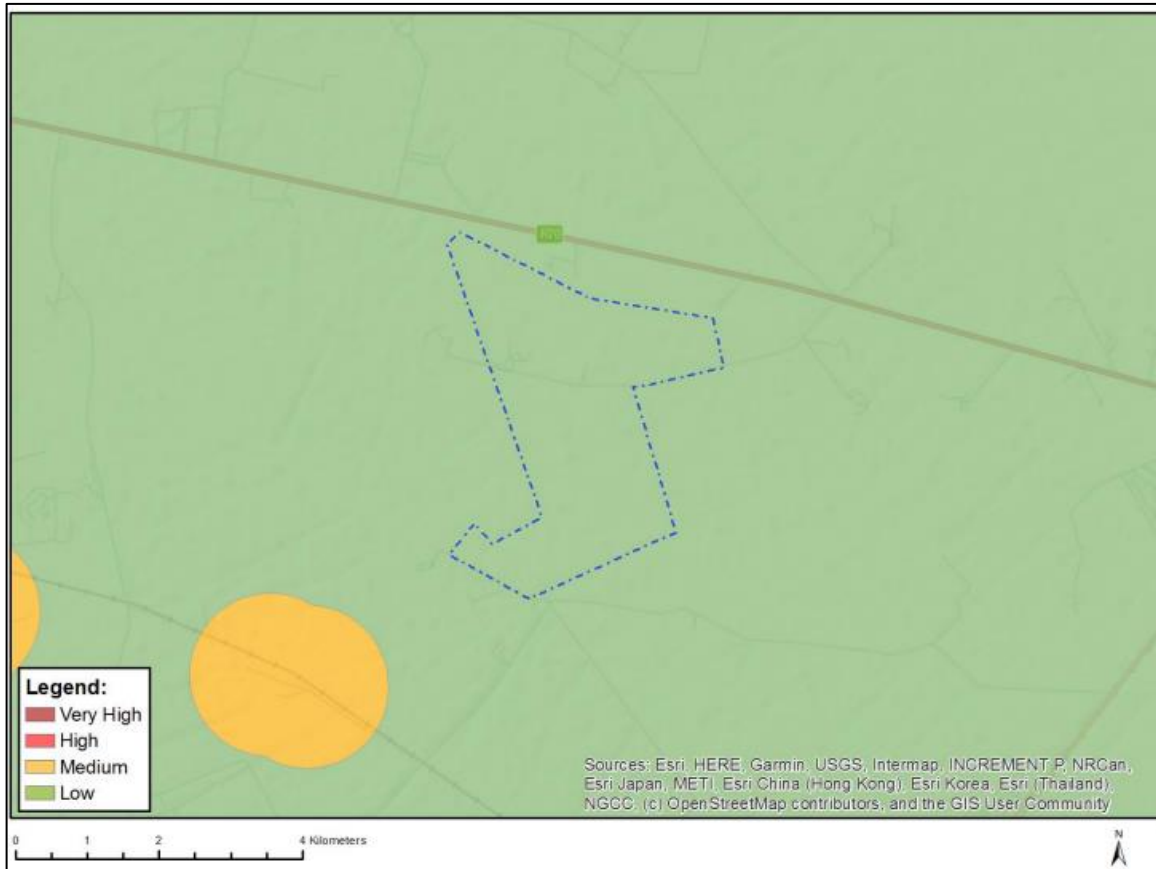 Legend:
Very High
High
Medium
Low
Sources: Esri, HERE, Garmin, USGS, Intermap, INCREMENT P, NRCan,
Esri Japan, METI, Esri China (Hong Kong), Esri Korea, Esri (Thailand),
NGCC, (c) OpenStreetMap contributors, and the GIS User Community
0 1 2 4 Kilometers
N